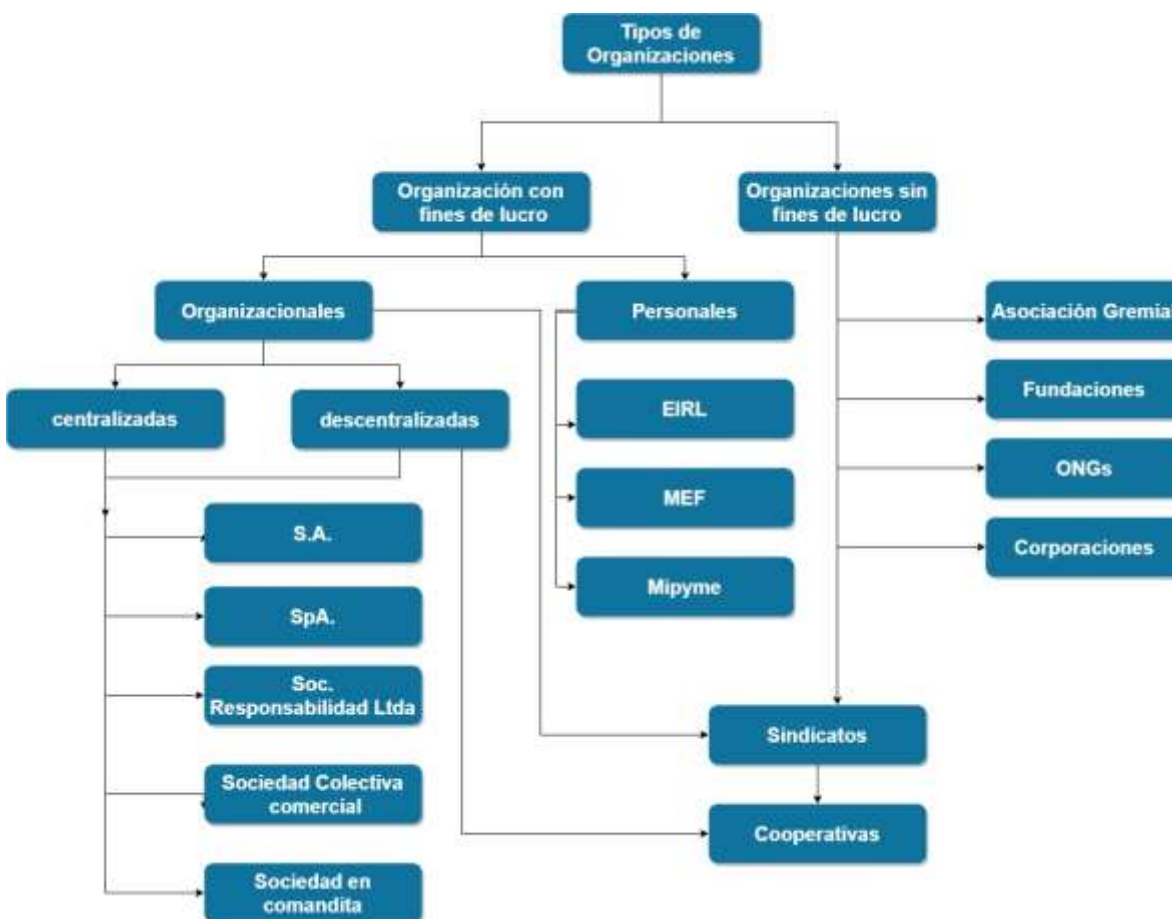 Tipos de
Organizaciones
Organización con
fines de lucro
Organizaciones sin
fines de lucro
Organizacionales
Personales
Asociación Gremial
centralizadas
descentralizadas
EIRL
Fundaciones
MEF
ONGs
S.A.
Corporaciones
Mipyme
SpA.
Soc.
Responsabilidad Ltda
Sindicatos
Sociedad Colectiva
comercial
Cooperativas
Sociedad en
comandita